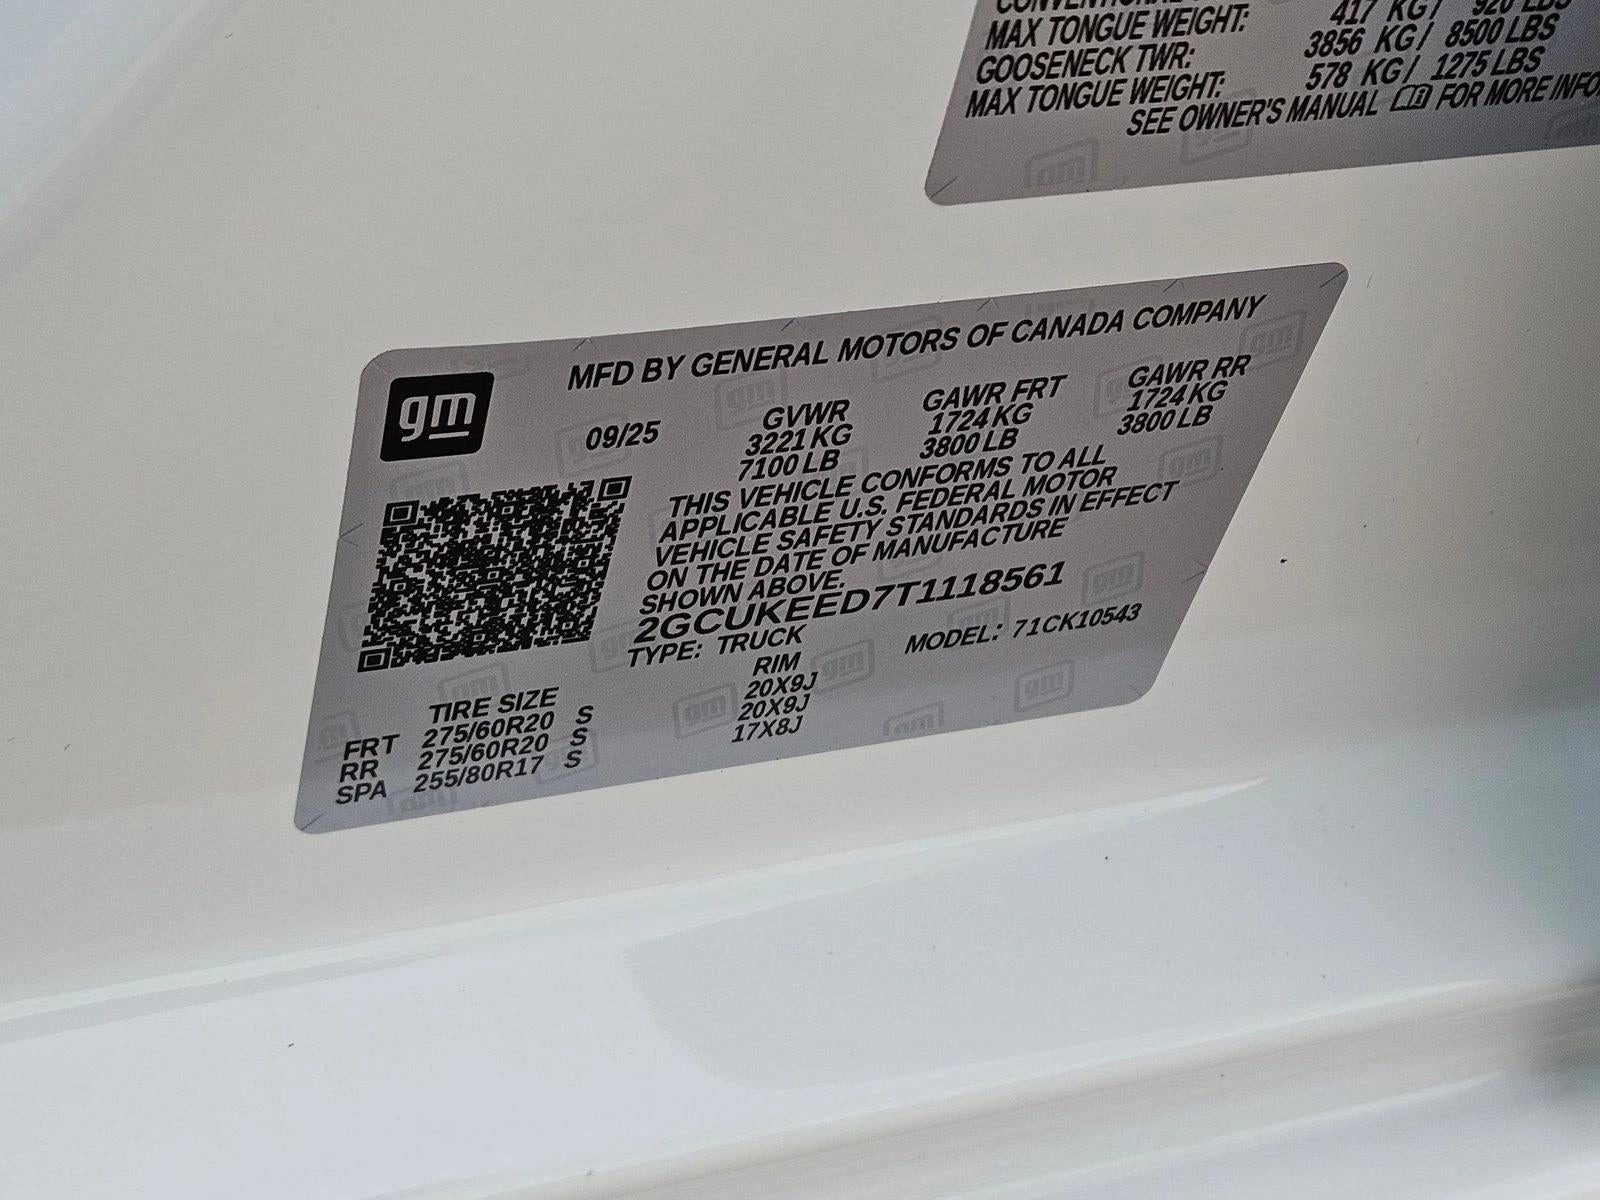 MAX TONGUE WEIGHT: 417 KG/ 920 LBS
GOOSENECK TWR: 3856 KG/ 8500 LBS
MAX TONGUE WEIGHT: 578 KG/ 1275 LBS
SEE OWNER'S MANUAL FOR MORE INFO
MFD BY GENERAL MOTORS OF CANADA COMPANY
gm
09/25
GVWR
3221 KG
7100 LB
GAWR FRT
1724 KG
3800 LB
GAWR RR
1724 KG
3800 LB
THIS VEHICLE CONFORMS TO ALL
APPLICABLE U.S. FEDERAL MOTOR
VEHICLE SAFETY STANDARDS IN EFFECT
ON THE DATE OF MANUFACTURE
SHOWN ABOVE.
2GCUKEED7T1118561
TYPE: TRUCK MODEL: 71CK10543
TIRE SIZE RIM
FRT 275/60R20 S 20X9J
RR 275/60R20 S 20X9J
SPA 255/80R17 S 17X8J